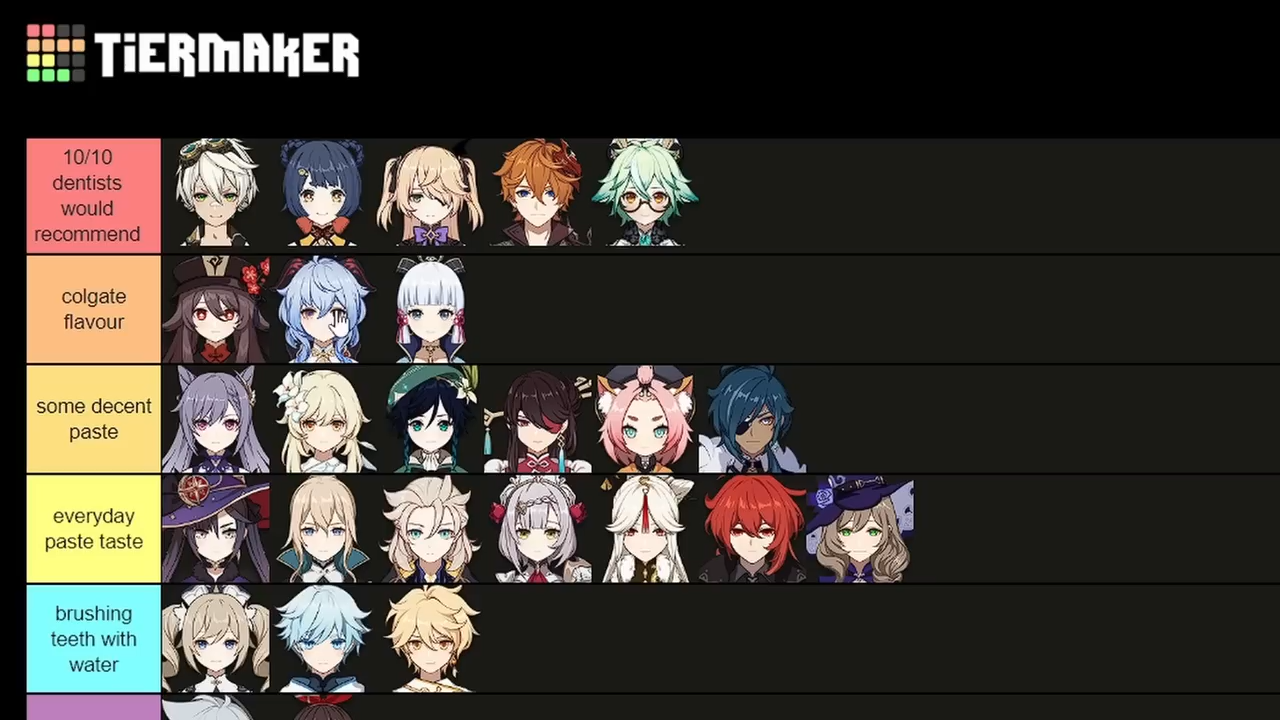 TiERMAKER
10/10
dentists
would
recommend
colgate
flavour
some decent
paste
everyday
paste taste
brushing
teeth with
water